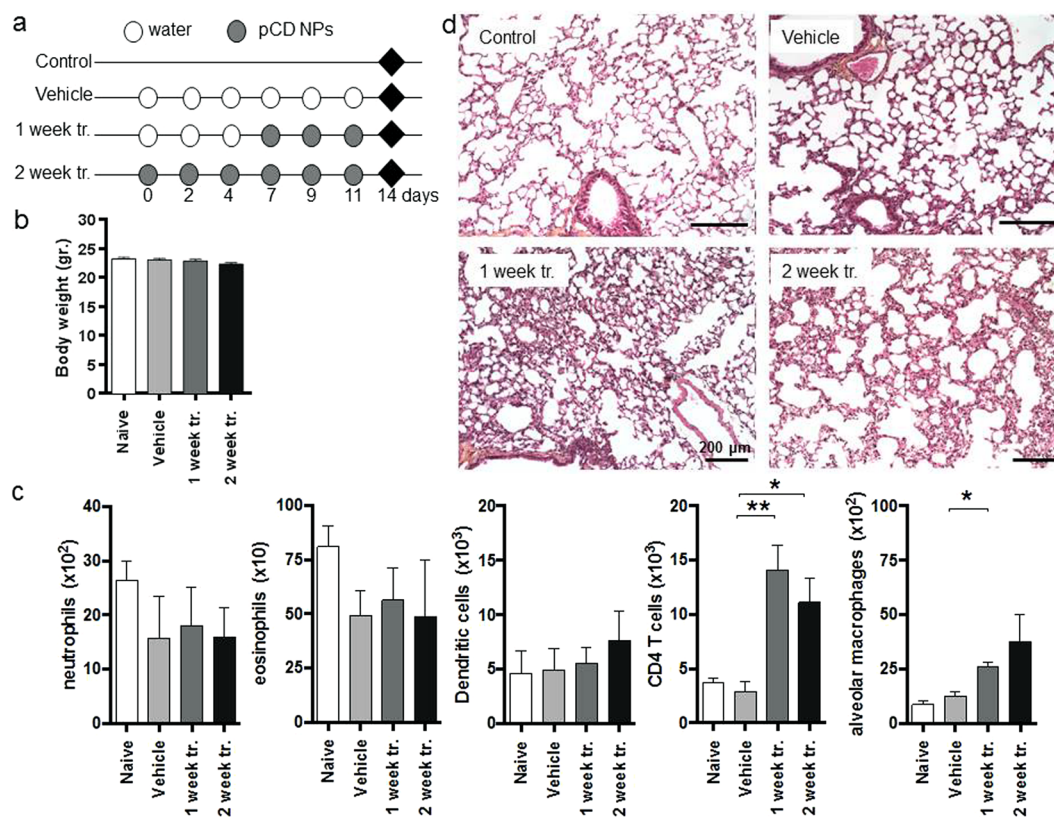 a
water
pCD NPs
Control
Vehicle
1 week tr.
2 week tr.
0 2 4 7 9 11 14 days
b
Body weight (gr.)
30
25
20
15
10
5
0
Naive
Vehicle
1 week tr.
2 week tr.
d
Control
Vehicle
1 week tr.
200 µm
2 week tr.
c
neutrophils (x10²)
40
30
20
10
0
Naive
Vehicle
1 week tr.
2 week tr.
eosinophils (x10)
100
75
50
25
0
Naive
Vehicle
1 week tr.
2 week tr.
Dendritic cells (x10³)
20
15
10
5
0
Naive
Vehicle
1 week tr.
2 week tr.
CD4 T cells (x10³)
20
15
10
5
0
*
**
Naive
Vehicle
1 week tr.
2 week tr.
alveolar macrophages (x10²)
100
75
50
25
0
*
Naive
Vehicle
1 week tr.
2 week tr.